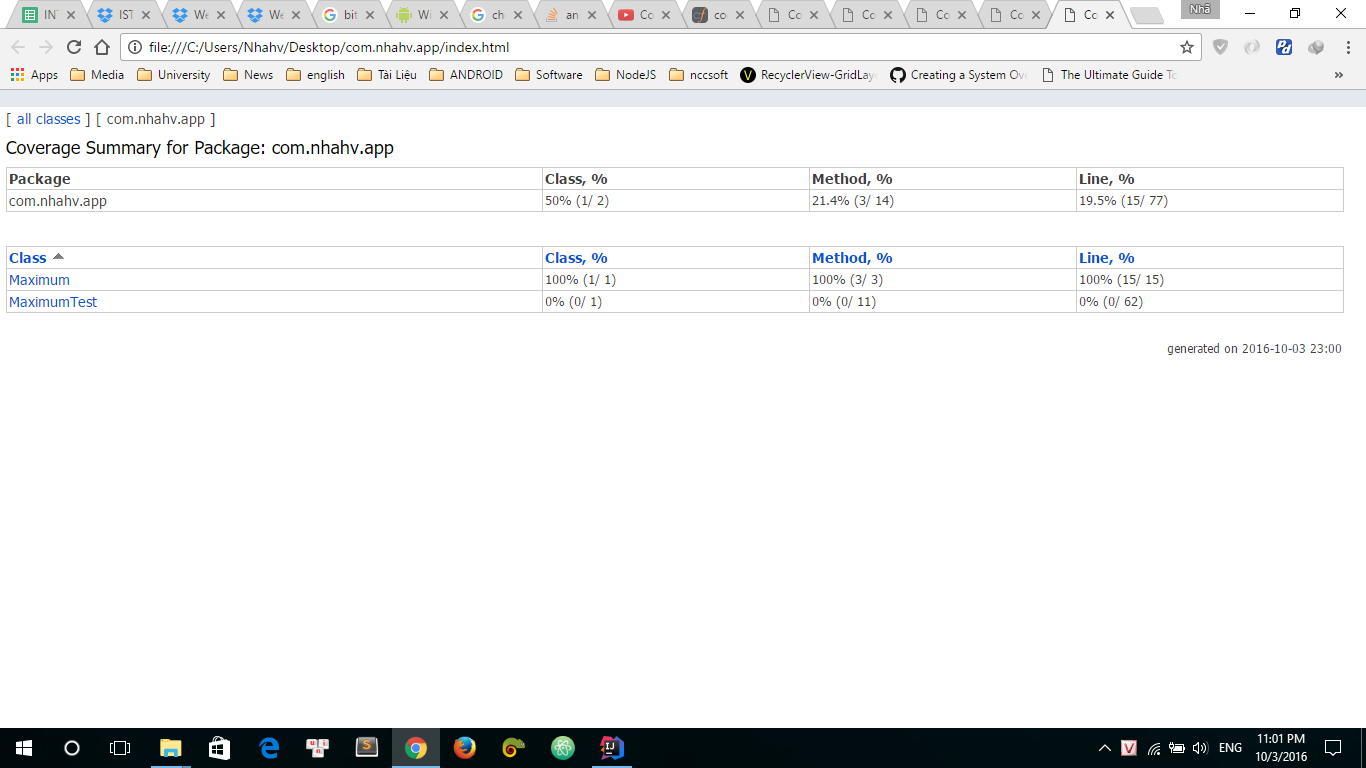 INT
IST
We
We
bit
Wi
che
an
Co
co
Co
Co
Co
Co
Co
Nhã
file:///C:/Users/Nhahv/Desktop/com.nhahv.app/index.html
Apps Media University News english Tài Liệu ANDROID Software NodeJS nccsoft RecyclerView-GridLay Creating a System Ov The Ultimate Guide To
[ all classes ] [ com.nhahv.app ]
Coverage Summary for Package: com.nhahv.app
Package Class, % Method, % Line, %
com.nhahv.app 50% (1/ 2) 21.4% (3/ 14) 19.5% (15/ 77)
Class Class, % Method, % Line, %
Maximum 100% (1/ 1) 100% (3/ 3) 100% (15/ 15)
MaximumTest 0% (0/ 1) 0% (0/ 11) 0% (0/ 62)
generated on 2016-10-03 23:00
ENG
11:01 PM
10/3/2016